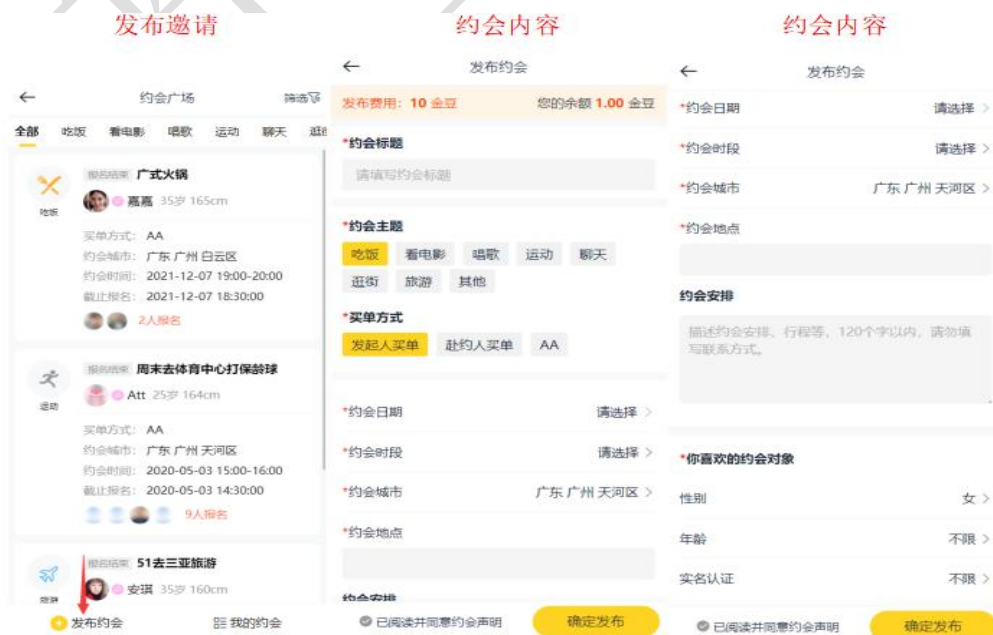 发布邀请
约会广场
筛选
全部 吃饭 看电影 唱歌 运动 聊天
吃饭
报名结束 广式火锅
嘉嘉 35岁 165cm
买单方式: AA
约会城市: 广东 广州 白云区
约会时间: 2021-12-07 19:00-20:00
截止报名: 2021-12-07 18:30:00
2人报名
运动
报名结束 周末去体育中心打保龄球
Att 25岁 164cm
买单方式: AA
约会城市: 广东 广州 天河区
约会时间: 2020-05-03 15:00-16:00
截止报名: 2020-05-03 14:30:00
9人报名
旅游
报名结束 51去三亚旅游
安琪 35岁 160cm
发布约会
我的约会
约会内容
发布约会
发布费用: 10 金豆 您的余额 1.00 金豆
*约会标题
请填写约会标题
*约会主题
吃饭 看电影 唱歌 运动 聊天
逛街 旅游 其他
*买单方式
发起人买单 赴约人买单 AA
*约会日期 请选择
*约会时段 请选择
*约会城市 广东 广州 天河区
*约会地点
约会安排
已阅读并同意约会声明
确定发布
约会内容
发布约会
*约会日期 请选择
*约会时段 请选择
*约会城市 广东 广州 天河区
*约会地点
约会安排
描述约会安排、行程等，120个字以内，请勿填
写联系方式。
*你喜欢的约会对象
性别 女
年龄 不限
实名认证 不限
已阅读并同意约会声明
确定发布